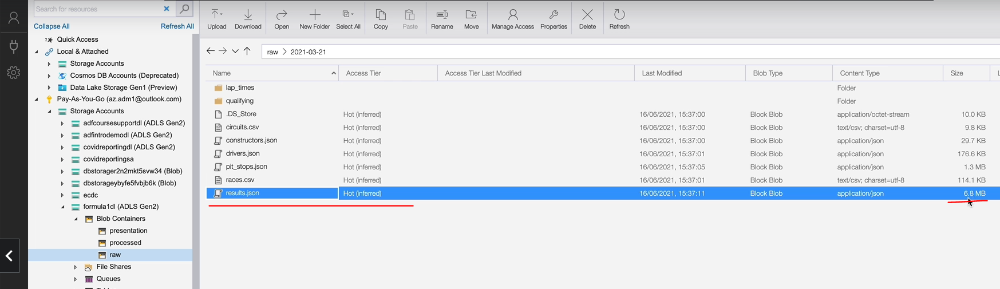 Search for resources
Collapse All Refresh All
Quick Access
Local & Attached
Storage Accounts
Cosmos DB Accounts (Deprecated)
Data Lake Storage Gen1 (Preview)
Pay-As-You-Go (az.adm1@outlook.com)
Storage Accounts
adfcoursesupportdl (ADLS Gen2)
adfintrodemodl (ADLS Gen2)
covidreportingdl (ADLS Gen2)
covidreportingsa
dbstorager2n2mkt5svw34 (Blob)
dbstorageybyfe5fvbjb6k (Blob)
ecdc
formula1dl (ADLS Gen2)
Blob Containers
presentation
processed
raw
File Shares
Queues
Upload Download Open New Folder Select All Copy Paste Rename Move Manage Access Properties Delete Refresh
raw > 2021-03-21
Name Access Tier Access Tier Last Modified Last Modified Blob Type Content Type Size
lap_times Folder
qualifying Folder
.DS_Store Hot (inferred) 16/06/2021, 15:37:00 Block Blob application/octet-stream 10.0 KB
circuits.csv Hot (inferred) 16/06/2021, 15:37:00 Block Blob text/csv; charset=utf-8 9.8 KB
constructors.json Hot (inferred) 16/06/2021, 15:37:00 Block Blob application/json 29.7 KB
drivers.json Hot (inferred) 16/06/2021, 15:37:01 Block Blob application/json 176.6 KB
pit_stops.json Hot (inferred) 16/06/2021, 15:37:05 Block Blob application/json 1.3 MB
races.csv Hot (inferred) 16/06/2021, 15:37:01 Block Blob text/csv; charset=utf-8 114.1 KB
results.json Hot (inferred) 16/06/2021, 15:37:11 Block Blob application/json 6.8 MB